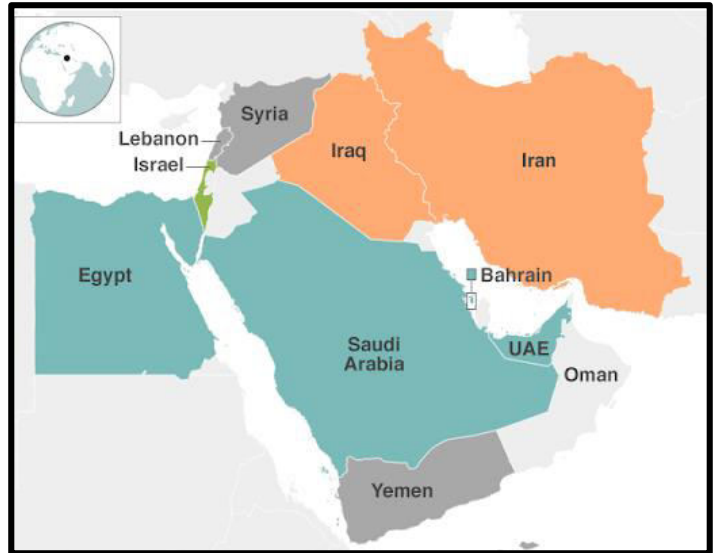 Syria
Lebanon
Israel
Iraq
Iran
Egypt
Bahrain
Saudi
Arabia
UAE
Oman
Yemen